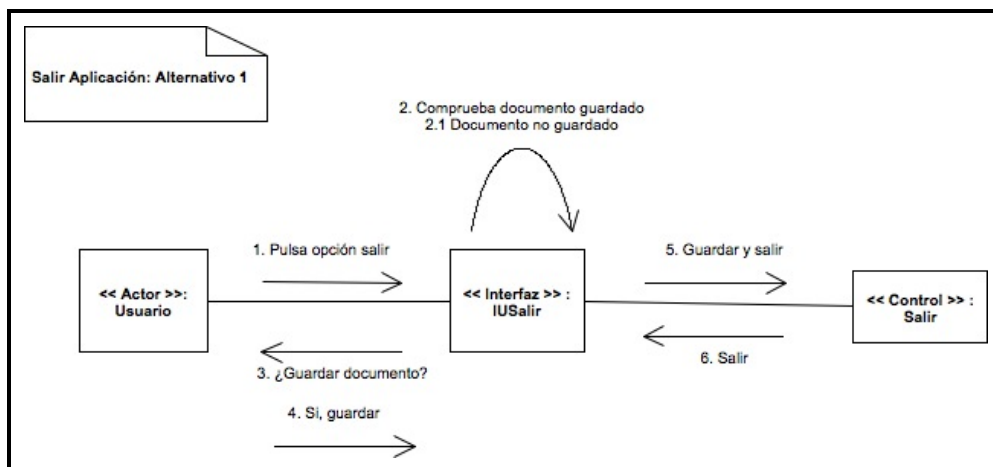 Salir Aplicación: Alternativo 1
2. Comprueba documento guardado
2.1 Documento no guardado
1. Pulsa opción salir
5. Guardar y salir
<< Actor >>:
Usuario
<< Interfaz >> :
IUSalir
<< Control >> :
Salir
3. ¿Guardar documento?
6. Salir
4. Si, guardar